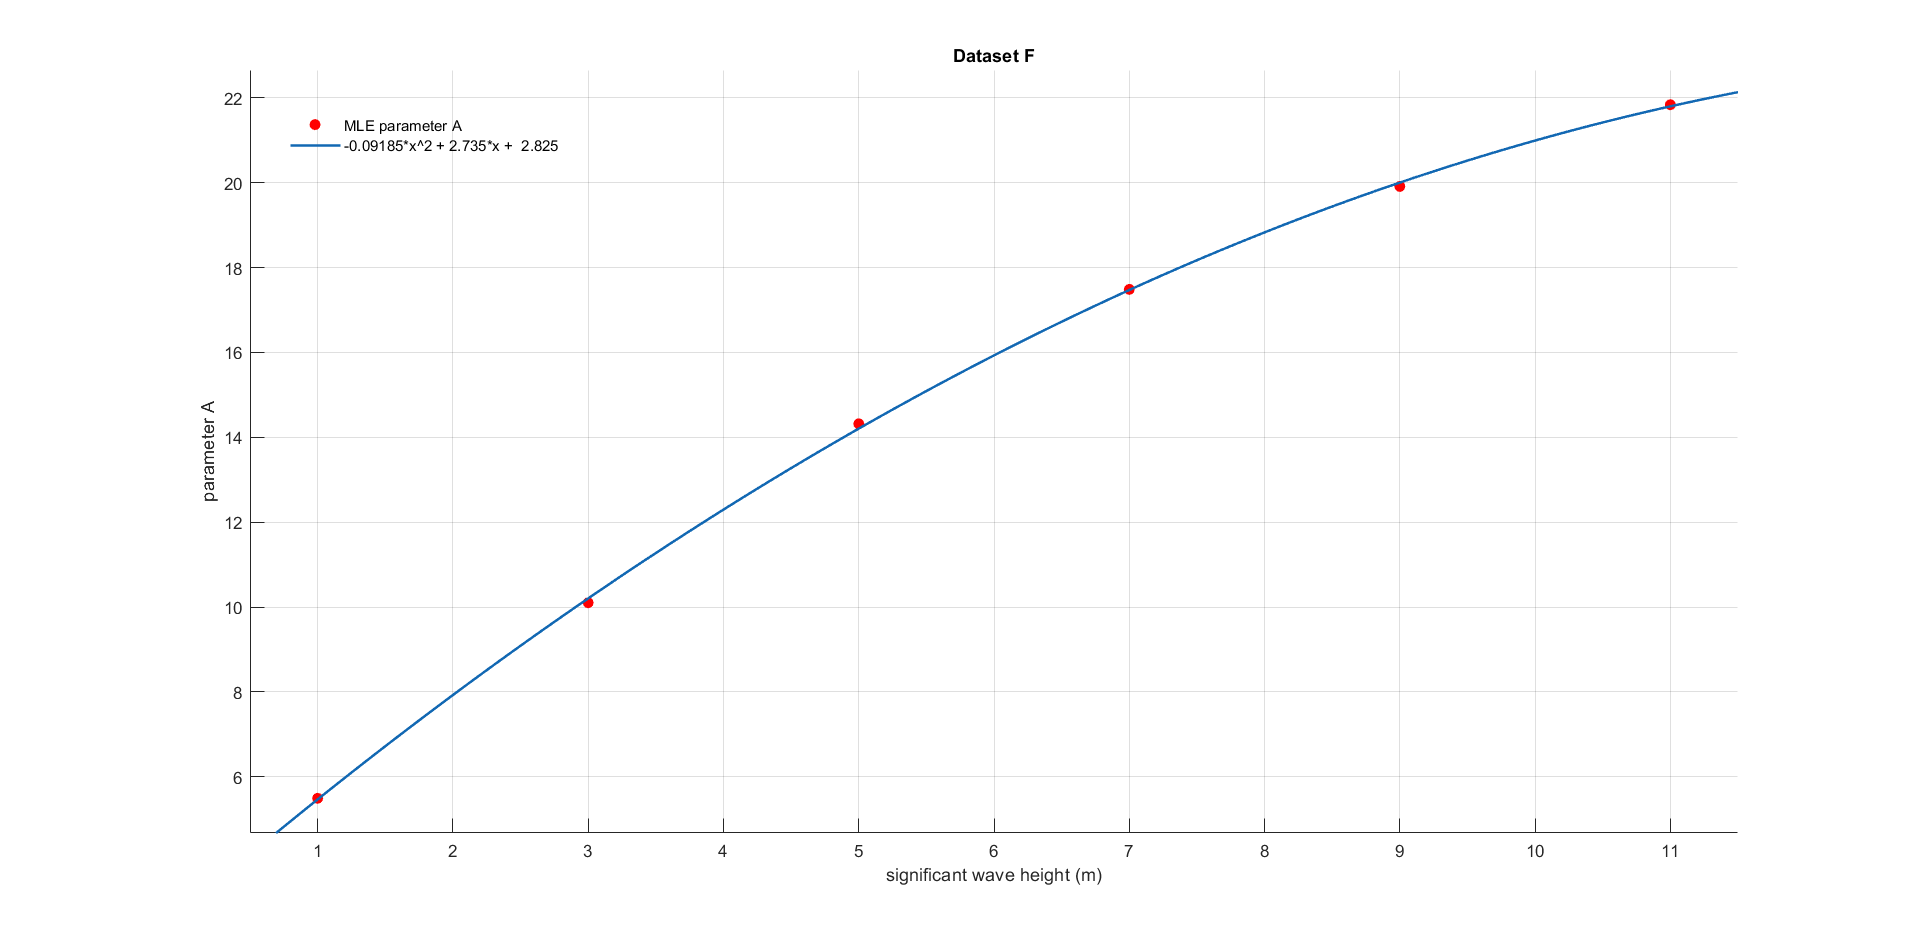 Dataset F
MLE parameter A
-0.09185*x^2 + 2.735*x +  2.825
22
20
18
16
14
12
10
8
6
parameter A
1 2 3 4 5 6 7 8 9 10 11
significant wave height (m)